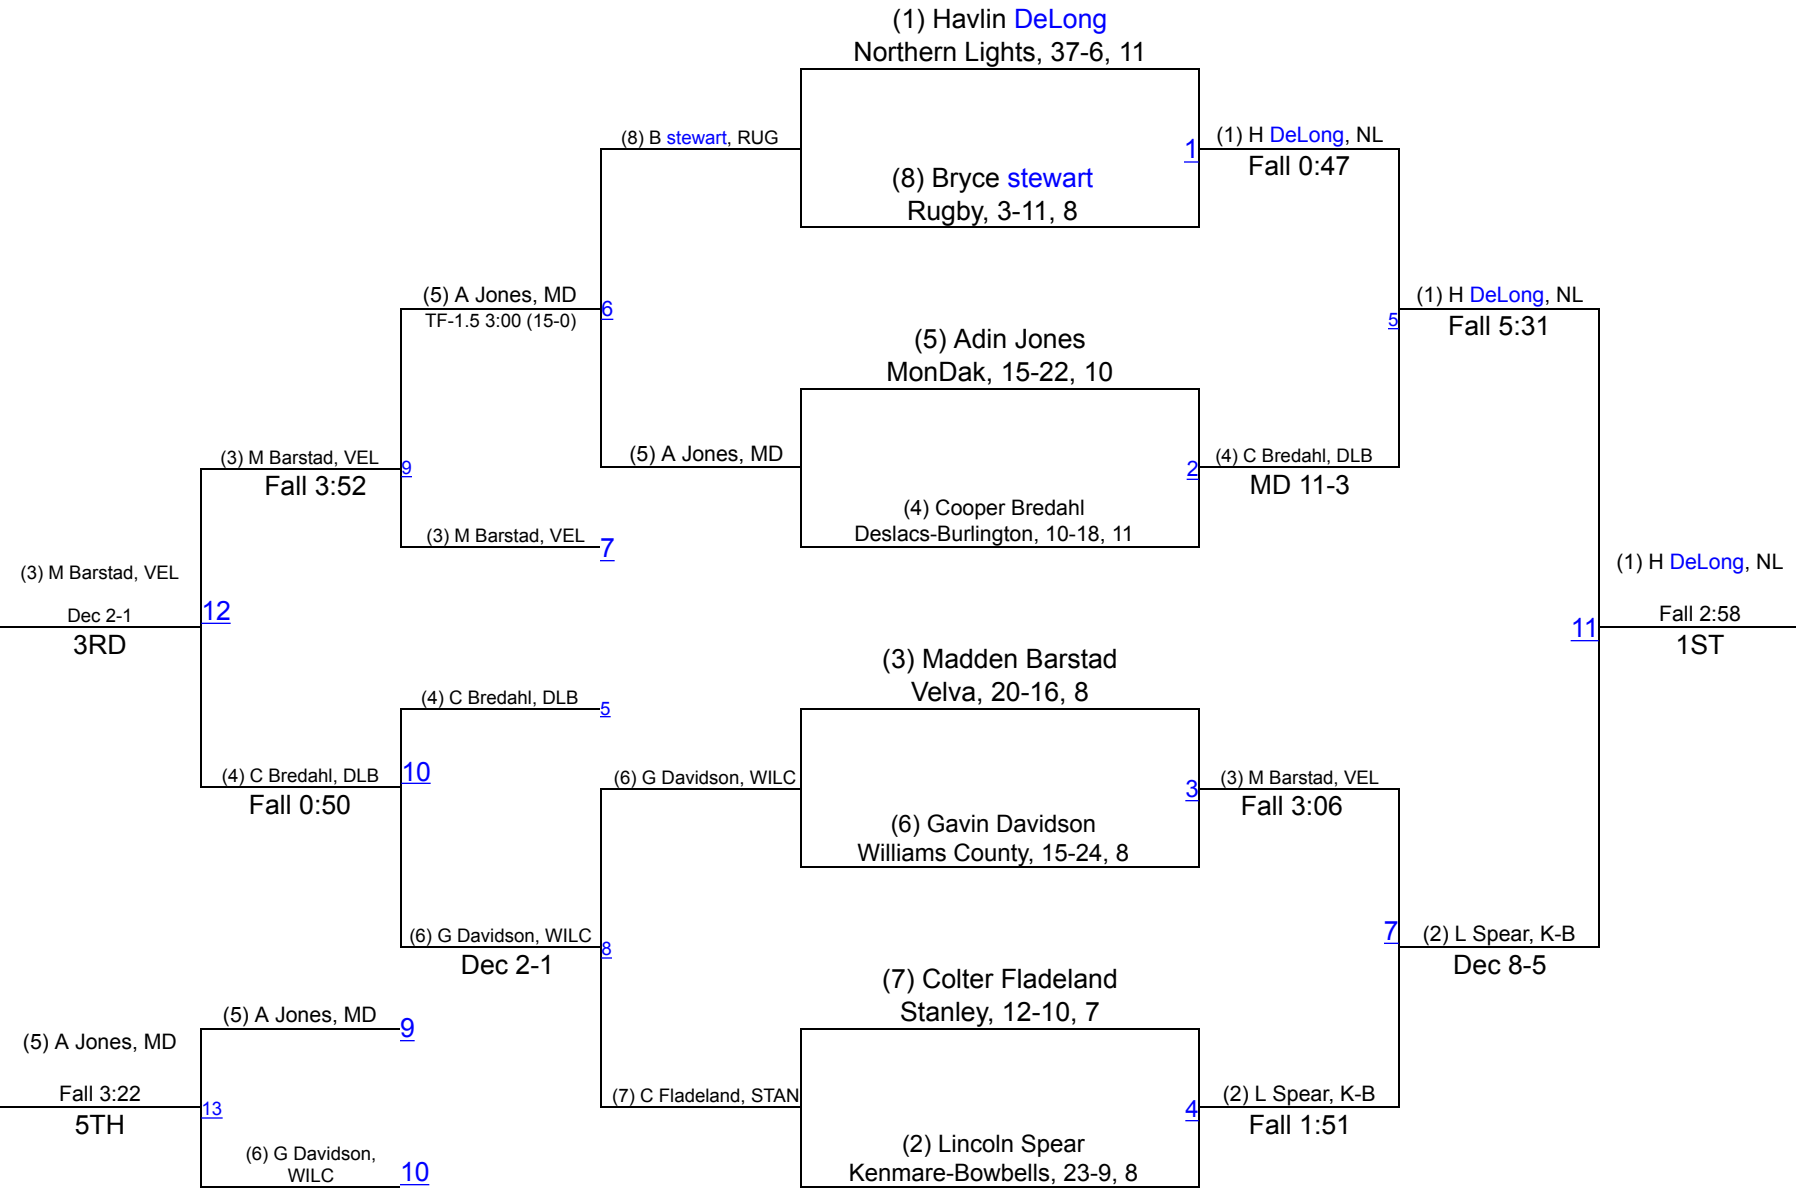 (1) Havlin DeLong
Northern Lights, 37-6, 11
(8) B stewart, RUG
1
(1) H DeLong, NL
Fall 0:47
(8) Bryce stewart
Rugby, 3-11, 8
(5) A Jones, MD
TF-1.5 3:00 (15-0)
6
(1) H DeLong, NL
Fall 5:31
5
(5) Adin Jones
MonDak, 15-22, 10
(3) M Barstad, VEL
Fall 3:52
9
(5) A Jones, MD
2
(4) C Bredahl, DLB
MD 11-3
(4) Cooper Bredahl
Deslacs-Burlington, 10-18, 11
(3) M Barstad, VEL
7
(3) M Barstad, VEL
Dec 2-1
3RD
12
(1) H DeLong, NL
Fall 2:58
1ST
11
(3) Madden Barstad
Velva, 20-16, 8
(4) C Bredahl, DLB
5
(4) C Bredahl, DLB
Fall 0:50
10
(6) G Davidson, WILC
3
(3) M Barstad, VEL
Fall 3:06
(6) Gavin Davidson
Williams County, 15-24, 8
(6) G Davidson, WILC
Dec 2-1
8
7
(2) L Spear, K-B
Dec 8-5
(7) Colter Fladeland
Stanley, 12-10, 7
(5) A Jones, MD
9
(5) A Jones, MD
Fall 3:22
5TH
13
(7) C Fladeland, STAN
4
(2) L Spear, K-B
Fall 1:51
(6) G Davidson,
WILC
10
(2) Lincoln Spear
Kenmare-Bowbells, 23-9, 8